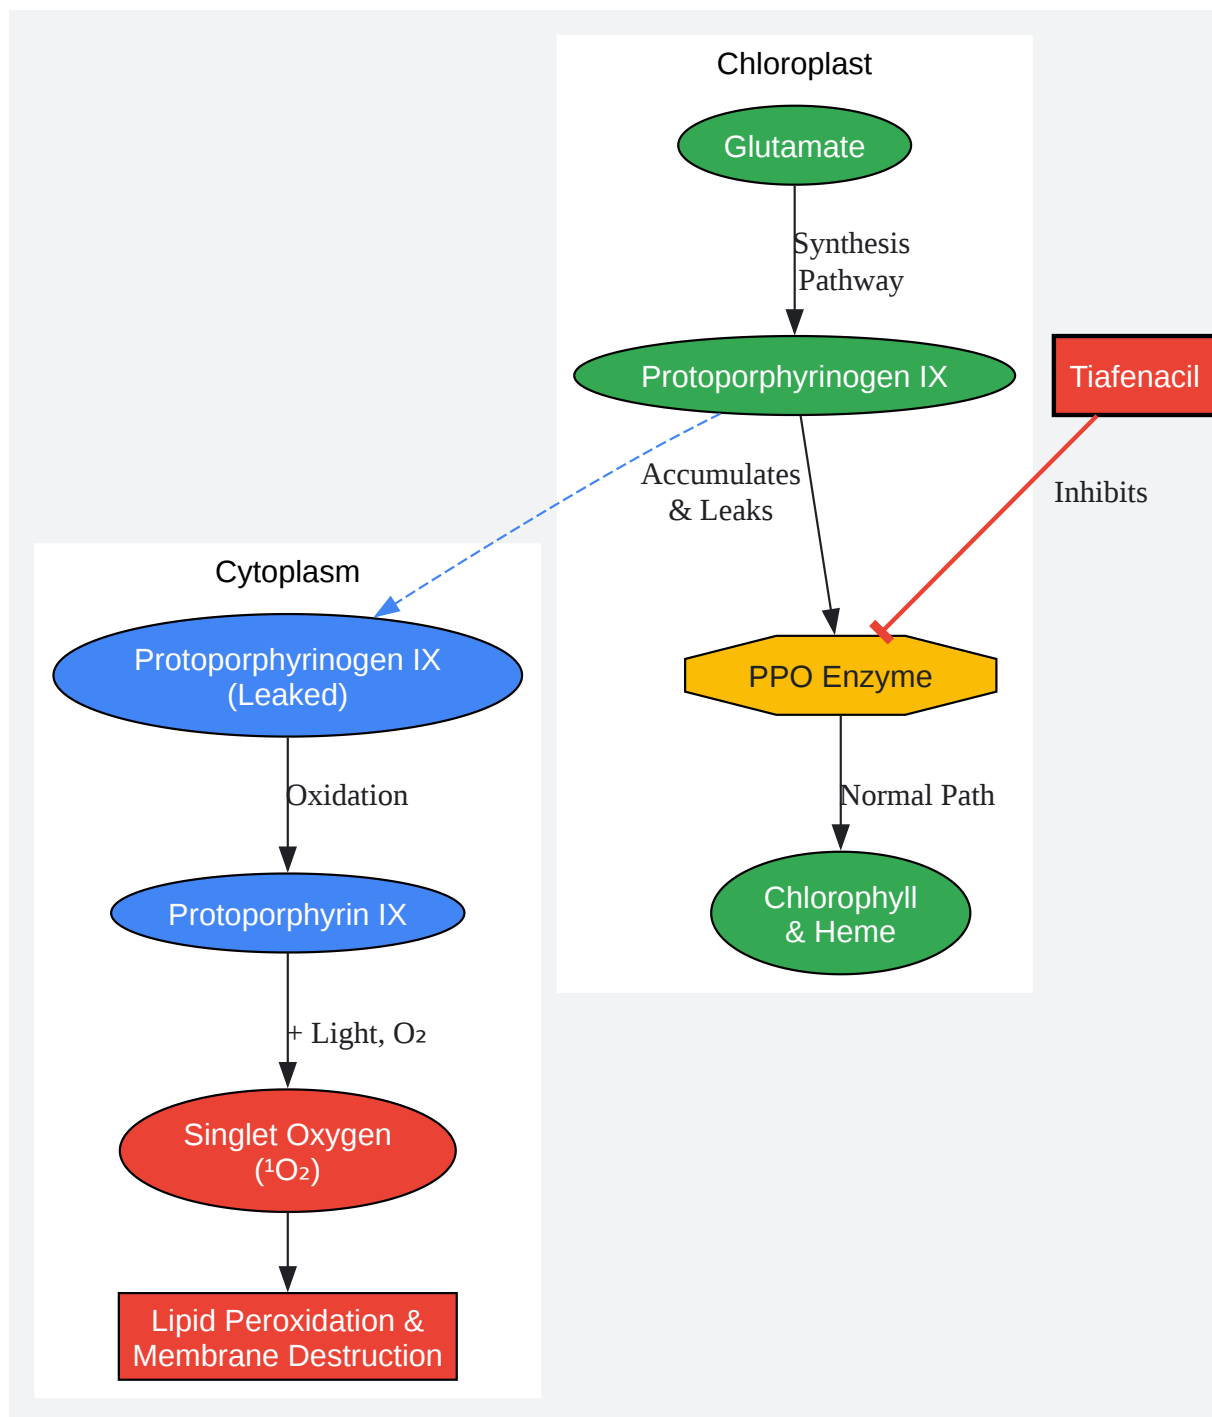 Chloroplast
Glutamate
Synthesis
Pathway
Protoporphyrinogen IX
Tiafenacil
Accumulates
& Leaks
Inhibits
Cytoplasm
Protoporphyrinogen IX
(Leaked)
PPO Enzyme
Oxidation
Normal Path
Protoporphyrin IX
Chlorophyll
& Heme
+ Light, O₂
Singlet Oxygen
(¹O₂)
Lipid Peroxidation &
Membrane Destruction